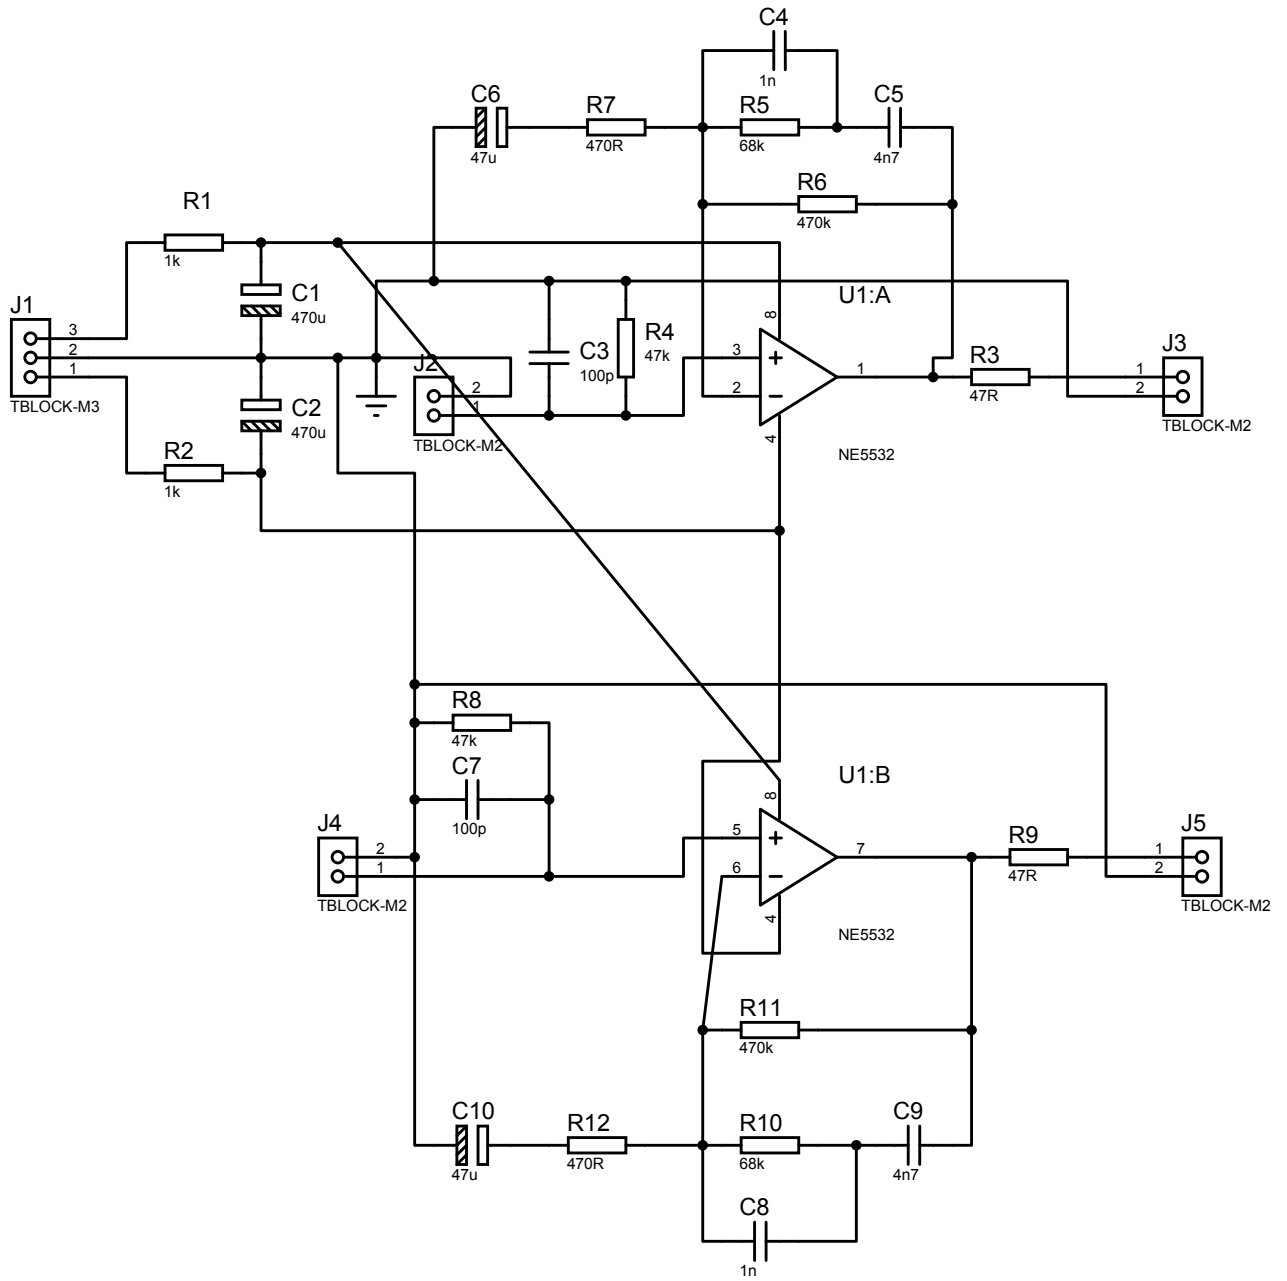 C4
1n
C6
47u
R7
470R
R5
68k
C5
4n7
R6
470k
R1
1k
J1
3
2
1
TBLOCK-M3
C1
470u
C2
470u
R2
1k
J2
2
1
TBLOCK-M2
C3
100p
R4
47k
U1:A
8
3
2
1
4
NE5532
R3
47R
J3
1
2
TBLOCK-M2
R8
47k
C7
100p
J4
2
1
TBLOCK-M2
U1:B
8
5
6
7
4
NE5532
R9
47R
J5
1
2
TBLOCK-M2
R11
470k
C10
47u
R12
470R
R10
68k
C9
4n7
C8
1n